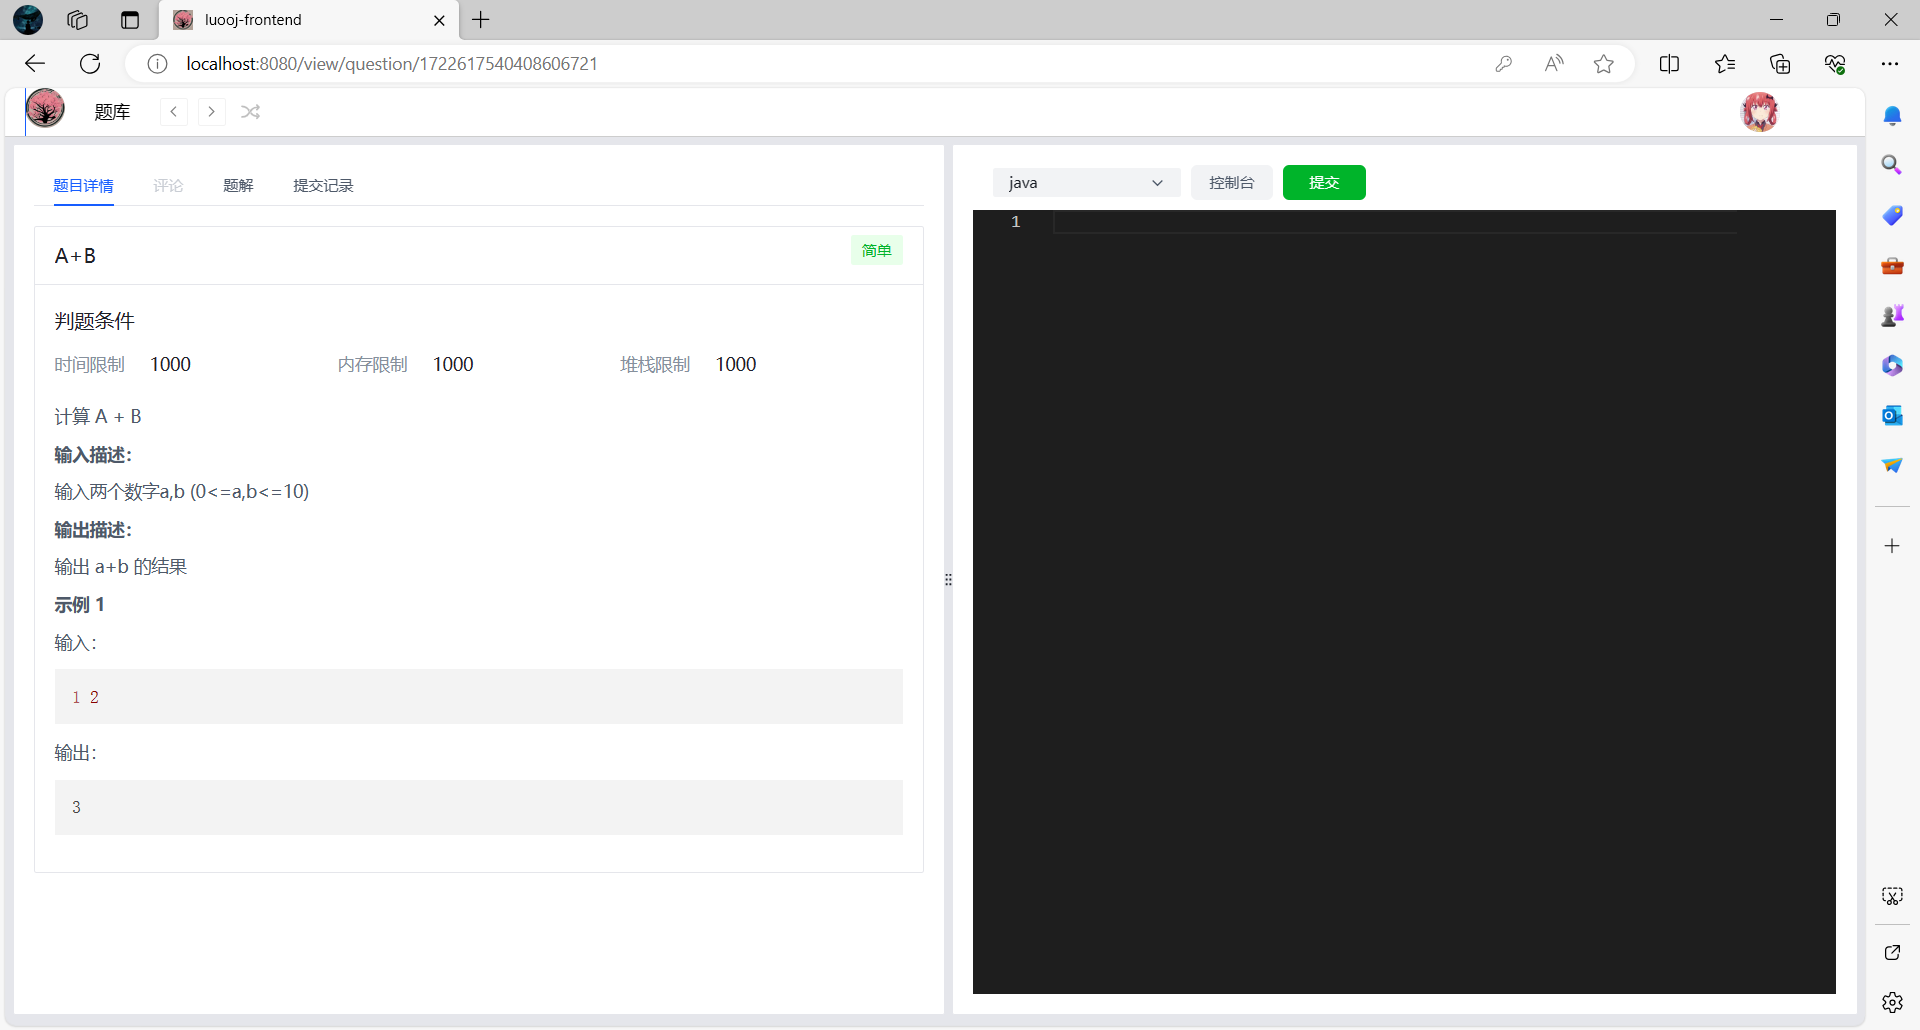 luooj-frontend
localhost:8080/view/question/1722617540408606721
题库
题目详情 评论 题解 提交记录
java 控制台 提交
1
A+B 简单
判题条件
时间限制 1000 内存限制 1000 堆栈限制 1000
计算 A + B
输入描述:
输入两个数字a,b (0<=a,b<=10)
输出描述:
输出 a+b 的结果
示例 1
输入:
1 2
输出:
3